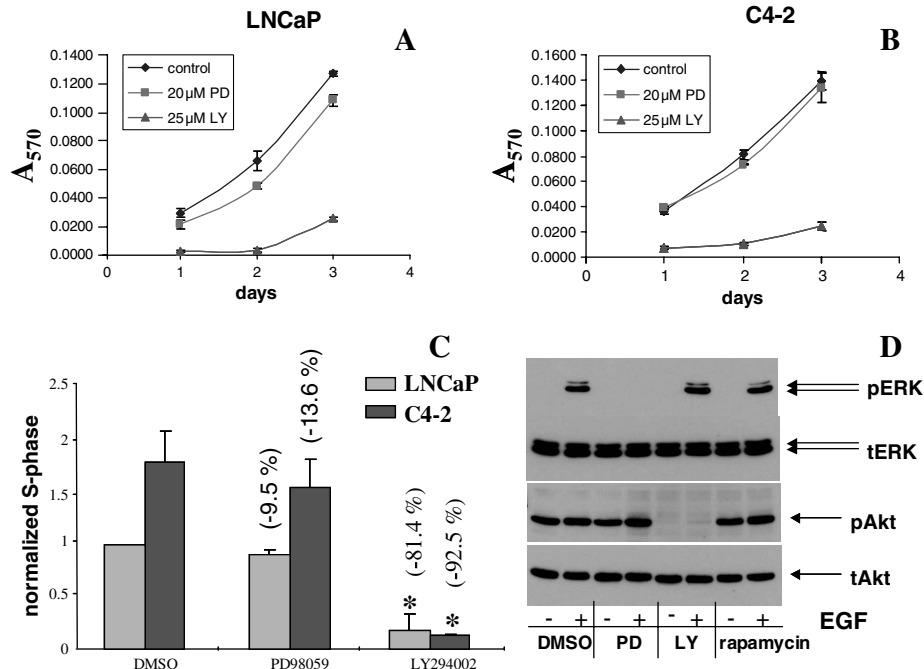 LNCaP
A
0.1400
0.1200
0.1000
0.0800
0.0600
0.0400
0.0200
0.0000
A570
control
20µM PD
25µM LY
0 1 2 3 4
days
C4-2
B
0.1600
0.1400
0.1200
0.1000
0.0800
0.0600
0.0400
0.0200
0.0000
A570
control
20µM PD
25µM LY
0 1 2 3 4
days
C
2.5
2
1.5
1
0.5
0
normalized S-phase
LNCaP
C4-2
(-9.5 %)
(-13.6 %)
(-81.4 %)
(-92.5 %)
* *
DMSO PD98059 LY294002
D
pERK
tERK
pAkt
tAkt
- + - + - + - + EGF
DMSO PD LY rapamycin